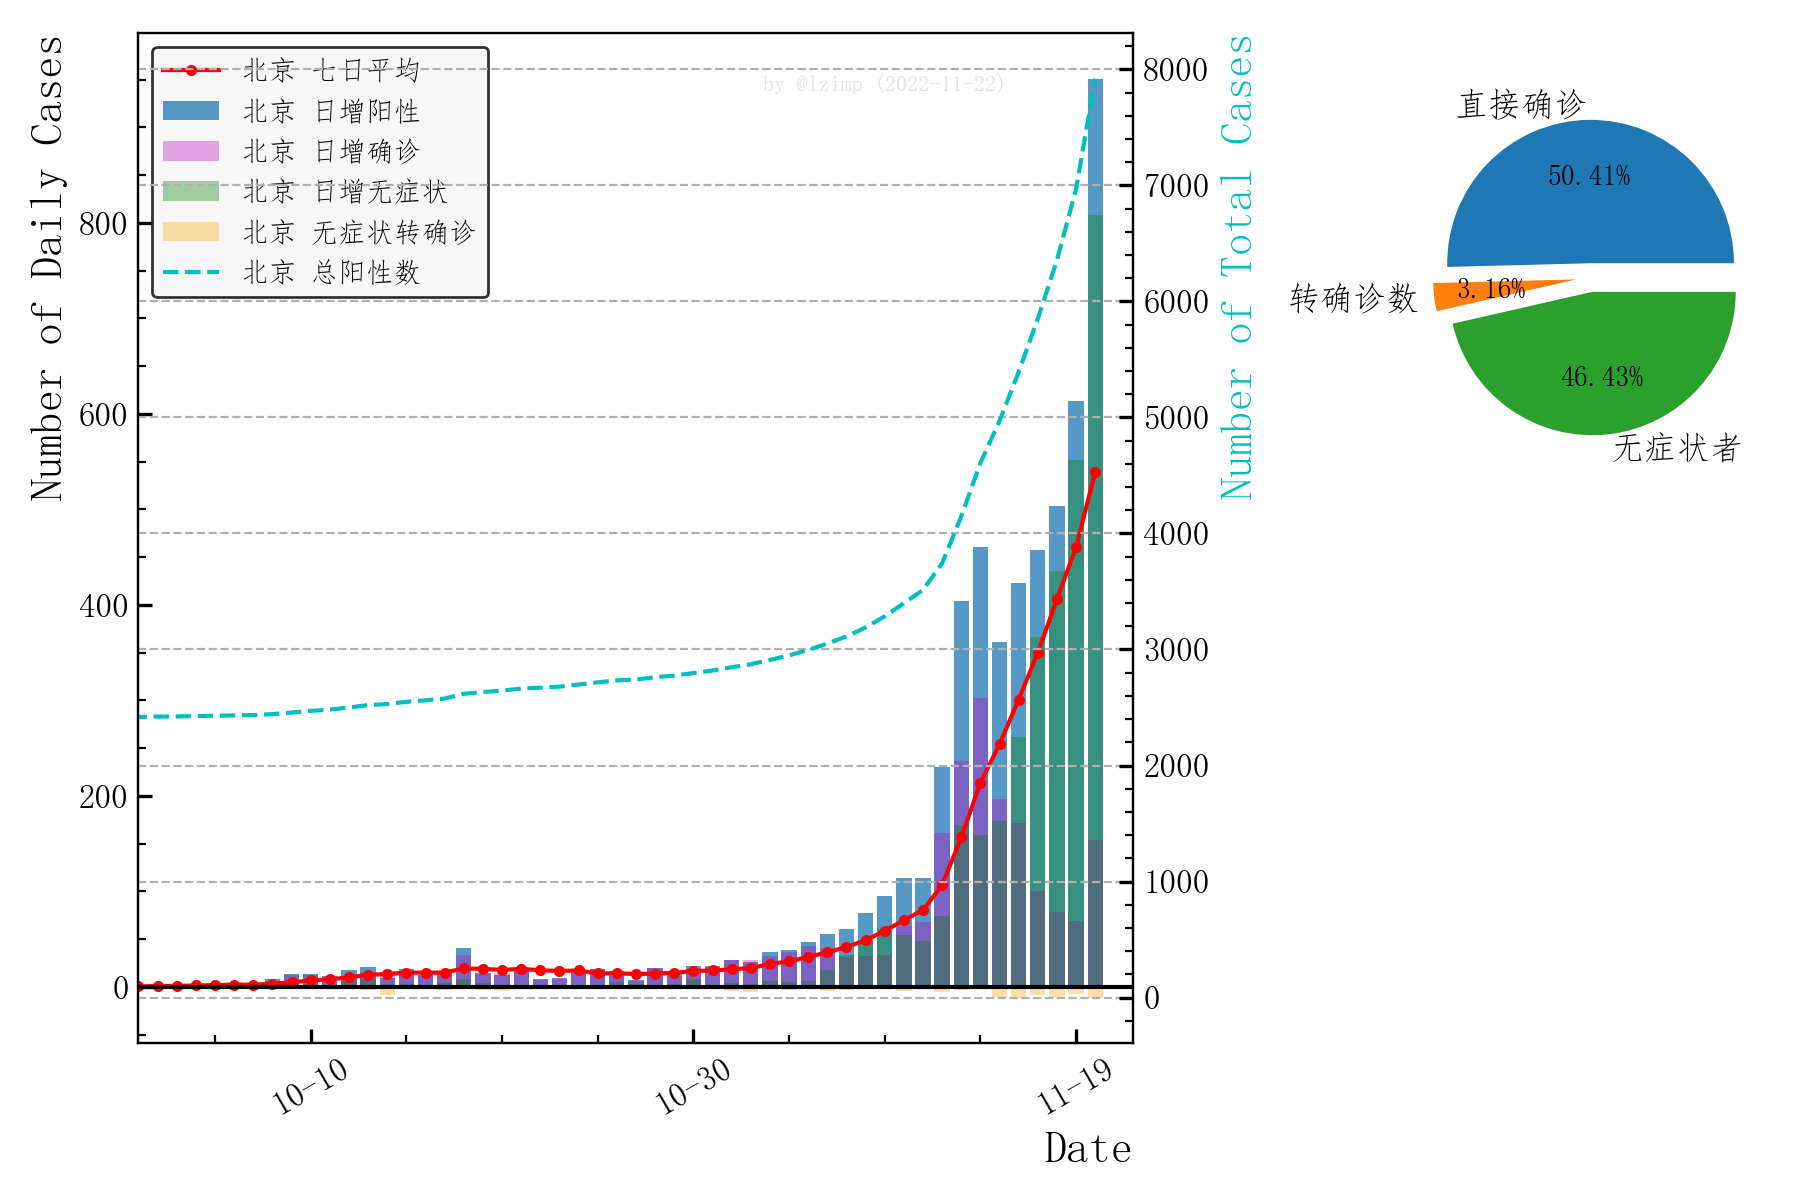 Number of Daily Cases
800
600
400
200
0
北京 七日平均
北京 日增阳性
北京 日增确诊
北京 日增无症状
北京 无症状转确诊
北京 总阳性数
by @lzimp (2022-11-22)
10-10
10-30
11-19
Date
8000
7000
6000
5000
4000
3000
2000
1000
0
Number of Total Cases
直接确诊
50.41%
转确诊数
3.16%
46.43%
无症状者